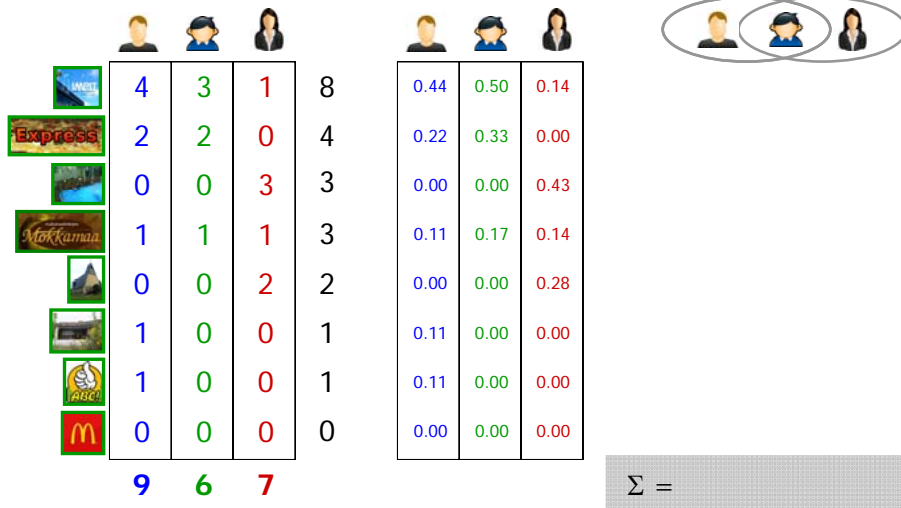 IMATRA
4 3 1 8 0.44 0.50 0.14
Express 2 2 0 4 0.22 0.33 0.00
0 0 3 3 0.00 0.00 0.43
Mokkamaa 1 1 1 3 0.11 0.17 0.14
0 0 2 2 0.00 0.00 0.28
1 0 0 1 0.11 0.00 0.00
ABC! 1 0 0 1 0.11 0.00 0.00
0 0 0 0 0.00 0.00 0.00
9 6 7 Σ =